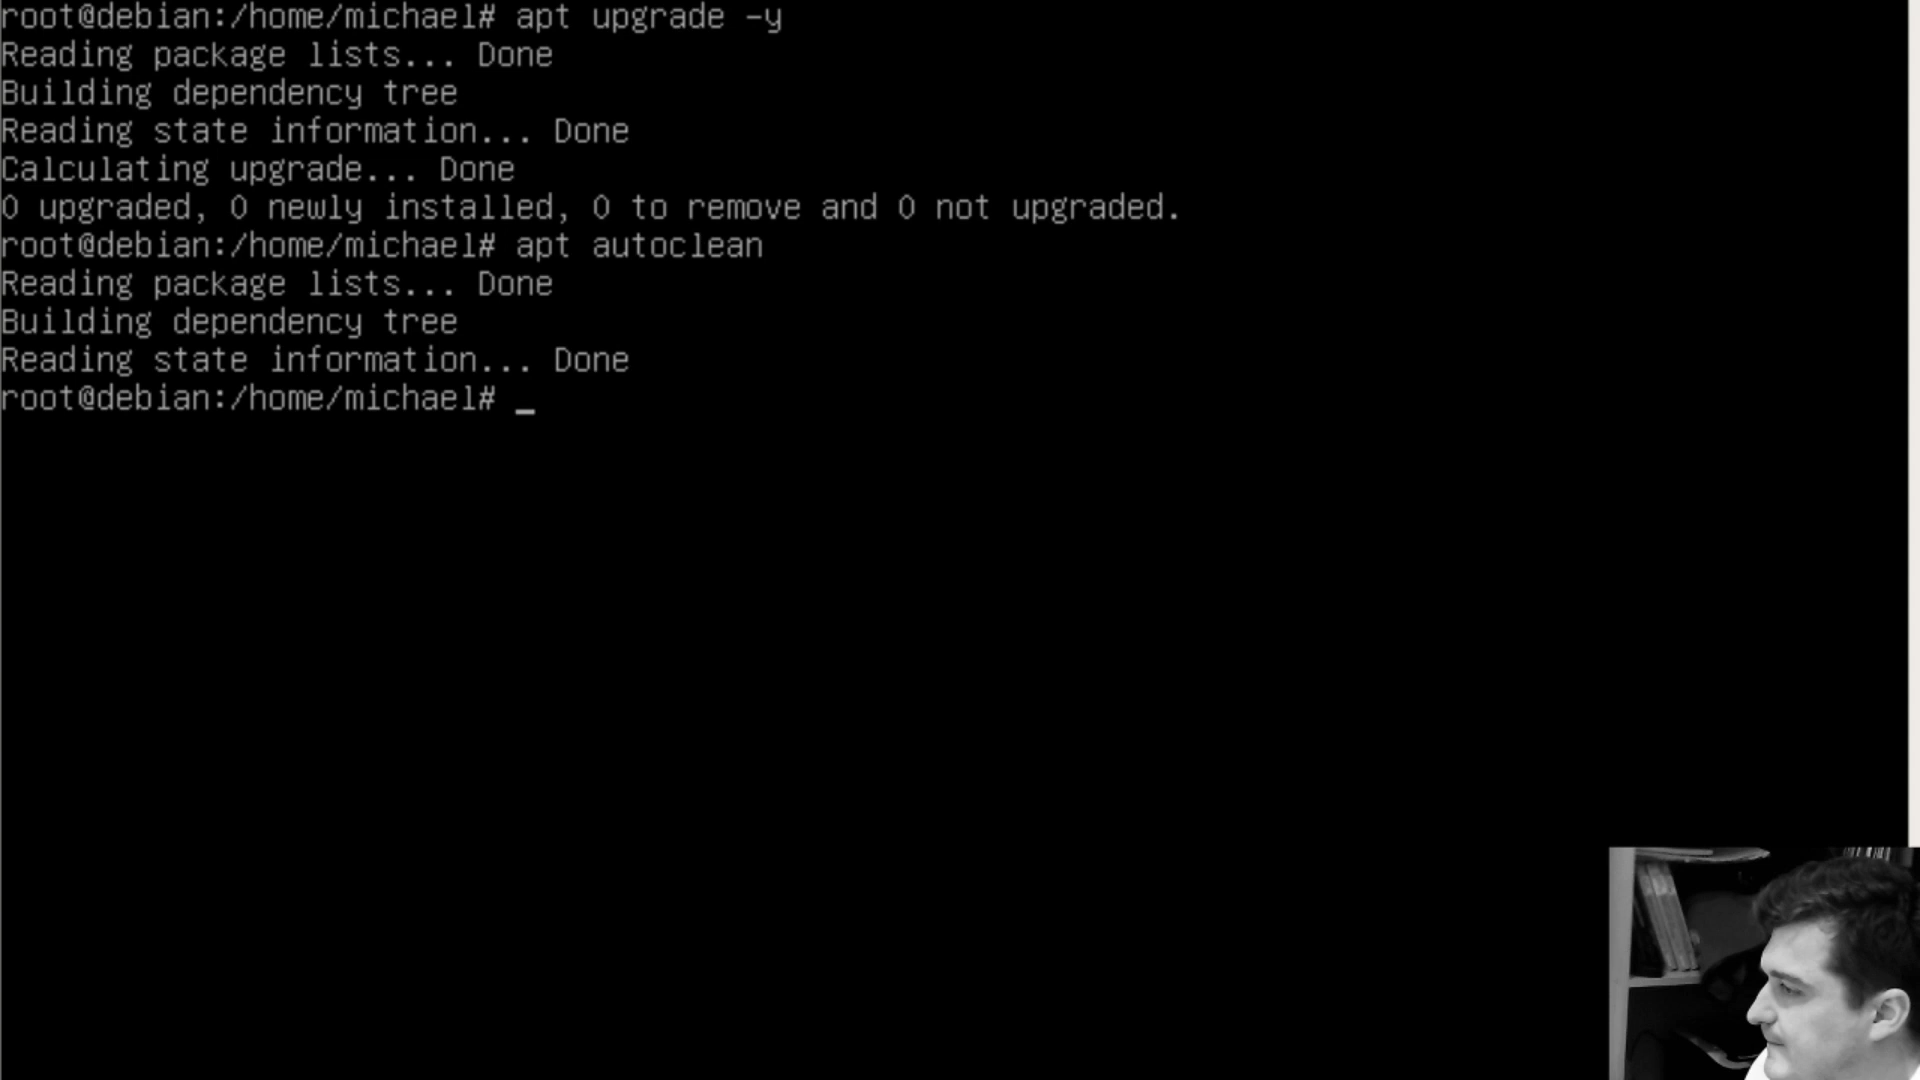 root@debian:/home/michael# apt upgrade -y
Reading package lists... Done
Building dependency tree
Reading state information... Done
Calculating upgrade... Done
0 upgraded, 0 newly installed, 0 to remove and 0 not upgraded.
root@debian:/home/michael# apt autoclean
Reading package lists... Done
Building dependency tree
Reading state information... Done
root@debian:/home/michael# _